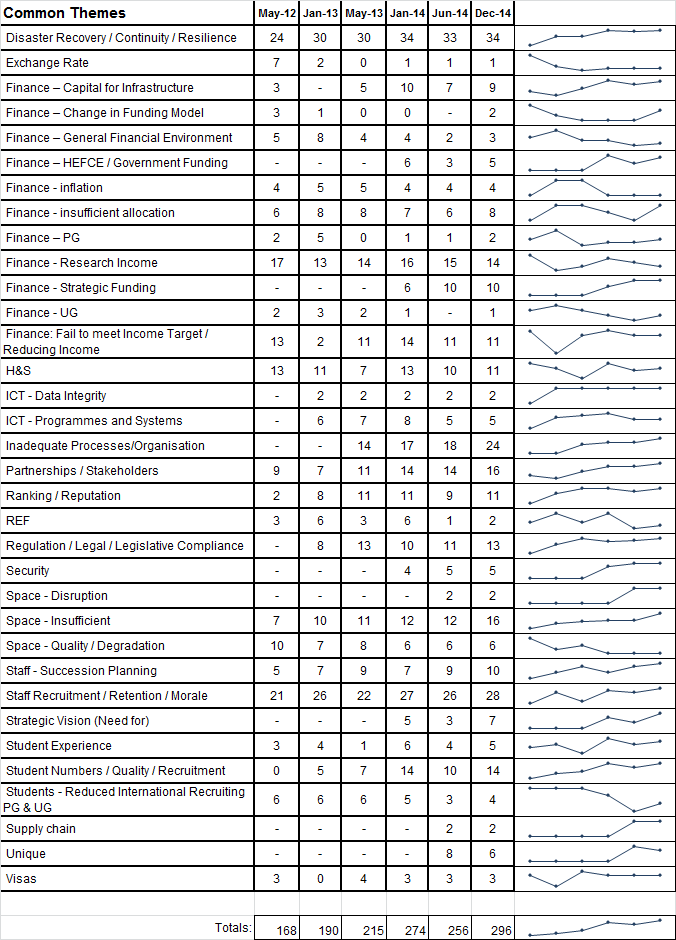 Common Themes May-12 Jan-13 May-13 Jan-14 Jun-14 Dec-14
Disaster Recovery / Continuity / Resilience 24 30 30 34 33 34
Exchange Rate 7 2 0 1 1 1
Finance – Capital for Infrastructure 3 - 5 10 7 9
Finance – Change in Funding Model 3 1 0 0 - 2
Finance – General Financial Environment 5 8 4 4 2 3
Finance – HEFCE / Government Funding - - - 6 3 5
Finance - inflation 4 5 5 4 4 4
Finance - insufficient allocation 6 8 8 7 6 8
Finance – PG 2 5 0 1 1 2
Finance - Research Income 17 13 14 16 15 14
Finance - Strategic Funding - - - 6 10 10
Finance - UG 2 3 2 1 - 1
Finance: Fail to meet Income Target /
Reducing Income 13 2 11 14 11 11
H&S 13 11 7 13 10 11
ICT - Data Integrity - 2 2 2 2 2
ICT - Programmes and Systems - 6 7 8 5 5
Inadequate Processes/Organisation - - 14 17 18 24
Partnerships / Stakeholders 9 7 11 14 14 16
Ranking / Reputation 2 8 11 11 9 11
REF 3 6 3 6 1 2
Regulation / Legal / Legislative Compliance - 8 13 10 11 13
Security - - - 4 5 5
Space - Disruption - - - - 2 2
Space - Insufficient 7 10 11 12 12 16
Space - Quality / Degradation 10 7 8 6 6 6
Staff - Succession Planning 5 7 9 7 9 10
Staff Recruitment / Retention / Morale 21 26 22 27 26 28
Strategic Vision (Need for) - - - 5 3 7
Student Experience 3 4 1 6 4 5
Student Numbers / Quality / Recruitment 0 5 7 14 10 14
Students - Reduced International Recruiting
PG & UG 6 6 6 5 3 4
Supply chain - - - - 2 2
Unique - - - - 8 6
Visas 3 0 4 3 3 3
Totals: 168 190 215 274 256 296